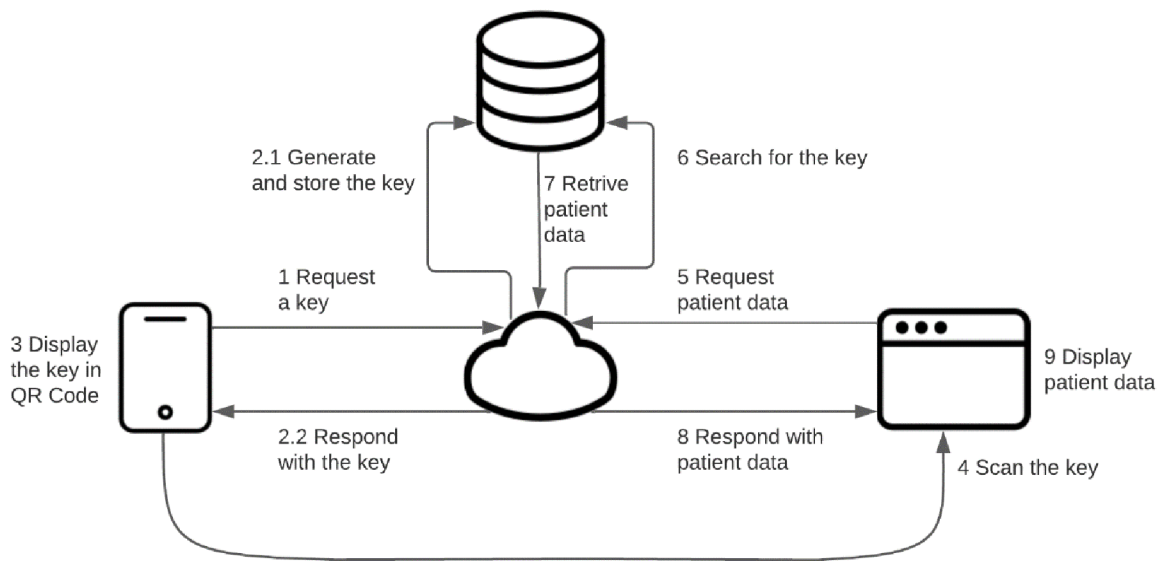 2.1 Generate
and store the key
6 Search for the key
7 Retrive
patient
data
1 Request
a key
5 Request
patient data
3 Display
the key in
QR Code
9 Display
patient data
2.2 Respond
with the key
8 Respond with
patient data
4 Scan the key